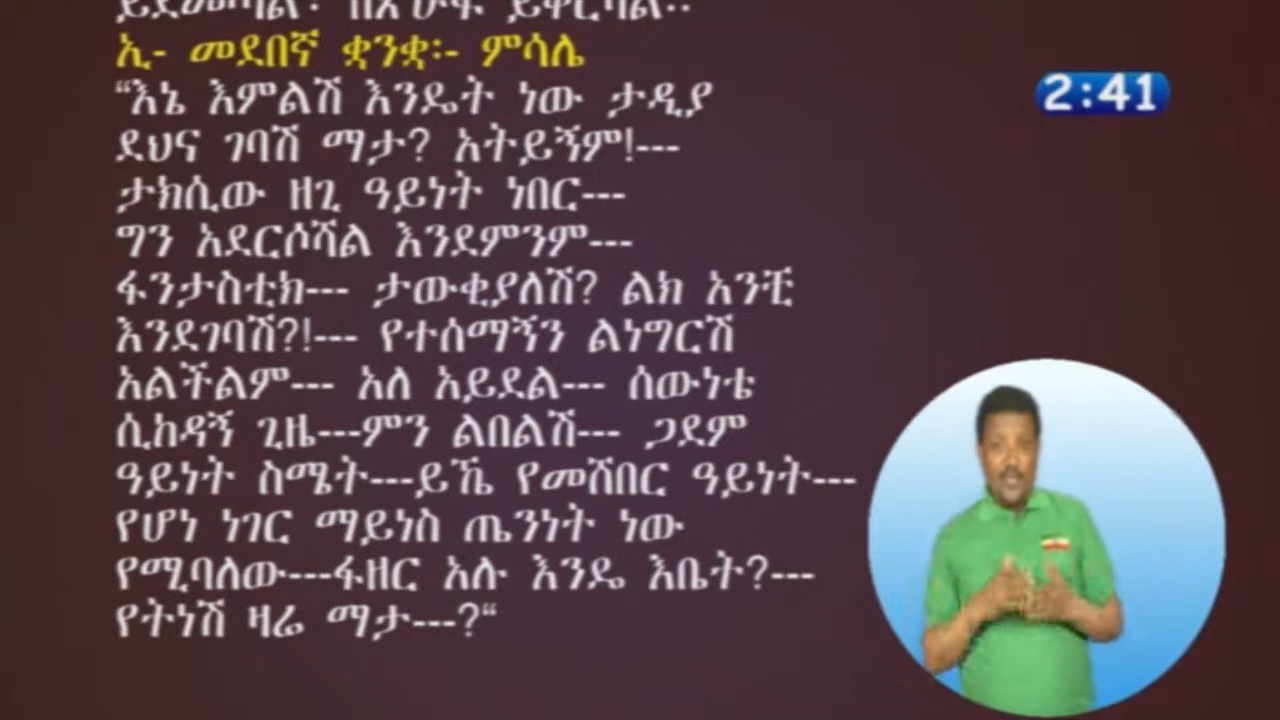 ኢ- መደበኛ ቋንቋ፡- ምሳሌ
“እኔ እምልሽ እንዴት ነው ታዲያ
2:41
ደህና ገባሽ ማታ? አትይኝም!---
ታክሲው ዘጊ ዓይነት ነበር---
ግን አደርሶሻል እንደምንም---
ፋንታስቲክ--- ታውቂያለሽ? ልክ አንቺ
እንደገባሽ?!--- የተሰማኝን ልነግርሽ
አልችልም--- አለ አይደል--- ሰውነቴ
ሲከዳኝ ጊዜ---ምን ልበልሽ--- ጋደም
ዓይነት ስሜት---ይኼ የመሸበር ዓይነት---
የሆነ ነገር ማይነስ ጤንነት ነው
የሚባለው---ፋዘር አሉ እንዴ እቤት?---
የትነሽ ዛሬ ማታ---?“